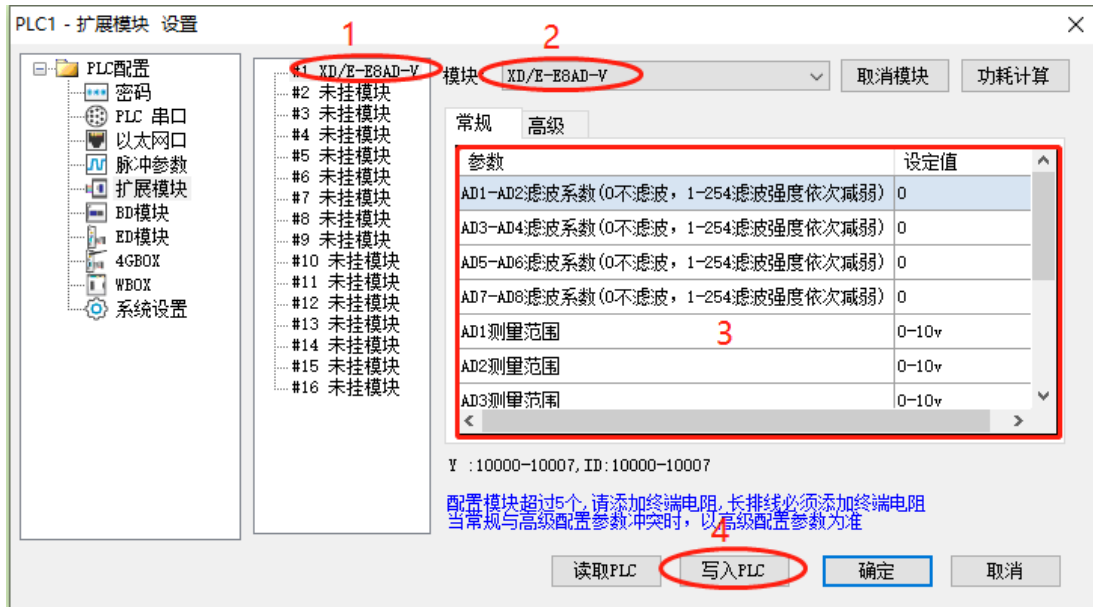 PLC1 - 扩展模块 设置
1
2
PLC配置
密码
PLC 串口
以太网口
脉冲参数
扩展模块
BD模块
ED模块
4GBOX
WBOX
系统设置
#1 XD/E-E8AD-V
#2 未挂模块
#3 未挂模块
#4 未挂模块
#5 未挂模块
#6 未挂模块
#7 未挂模块
#8 未挂模块
#9 未挂模块
#10 未挂模块
#11 未挂模块
#12 未挂模块
#13 未挂模块
#14 未挂模块
#15 未挂模块
#16 未挂模块
模块 XD/E-E8AD-V 取消模块 功耗计算
常规 高级
参数 设定值
AD1-AD2滤波系数(0不滤波，1-254滤波强度依次减弱) 0
AD3-AD4滤波系数(0不滤波，1-254滤波强度依次减弱) 0
AD5-AD6滤波系数(0不滤波，1-254滤波强度依次减弱) 0
AD7-AD8滤波系数(0不滤波，1-254滤波强度依次减弱) 0
AD1测量范围 0-10v
3
AD2测量范围 0-10v
AD3测量范围 0-10v
Y :10000-10007,ID:10000-10007
配置模块超过5个,请添加终端电阻,长排线必须添加终端电阻
当常规与高级配置参数冲突时，以高级配置参数为准
4
读取PLC 写入PLC 确定 取消